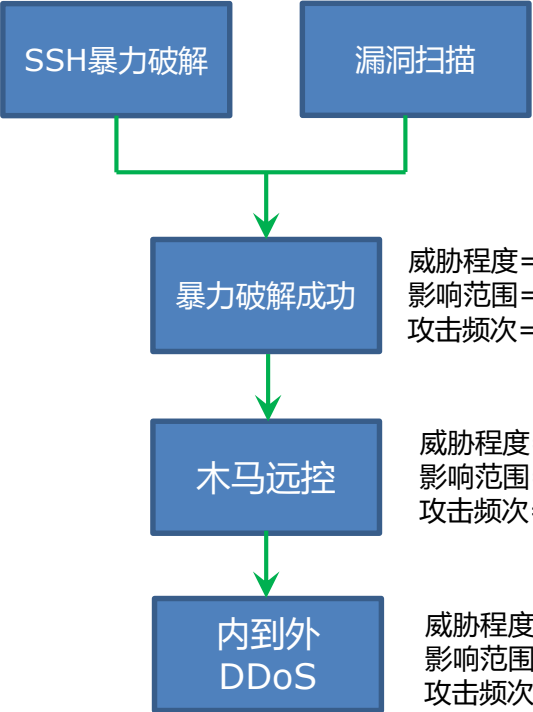 SSH暴力破解
漏洞扫描
暴力破解成功
威胁程度=
影响范围=
攻击频次=
木马远控
威胁程度
影响范围
攻击频次=
内到外
DDoS
威胁程度
影响范围
攻击频次